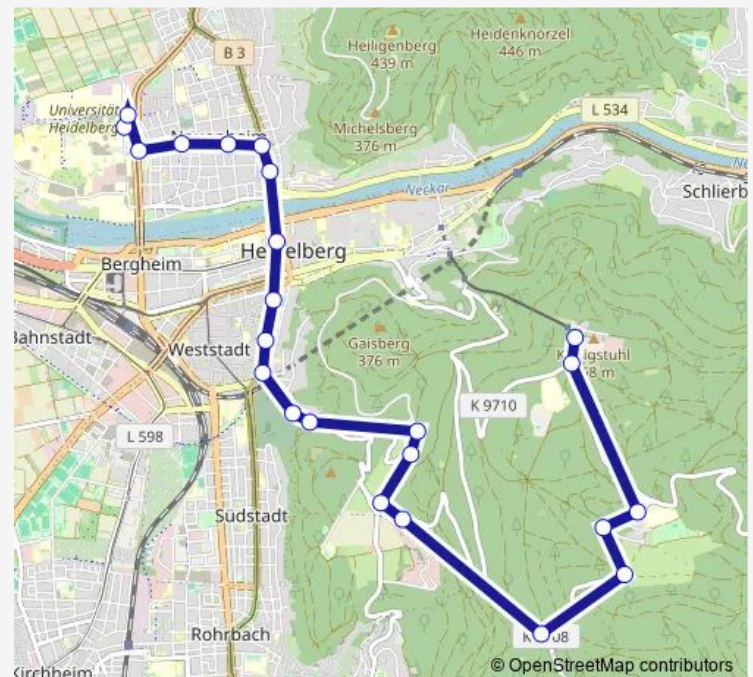 B 3
Heiligenberg
439 m
Heidenknörzel
446 m
Universität
Heidelberg
L 534
Michelsberg
376 m
Neckar
Schlierb
Bergheim
Bahnstadt
Weststadt
Gaisberg
376 m
K 9710
L 598
Südstadt
Rohrbach
Kirchheim
© OpenStreetMap contributors